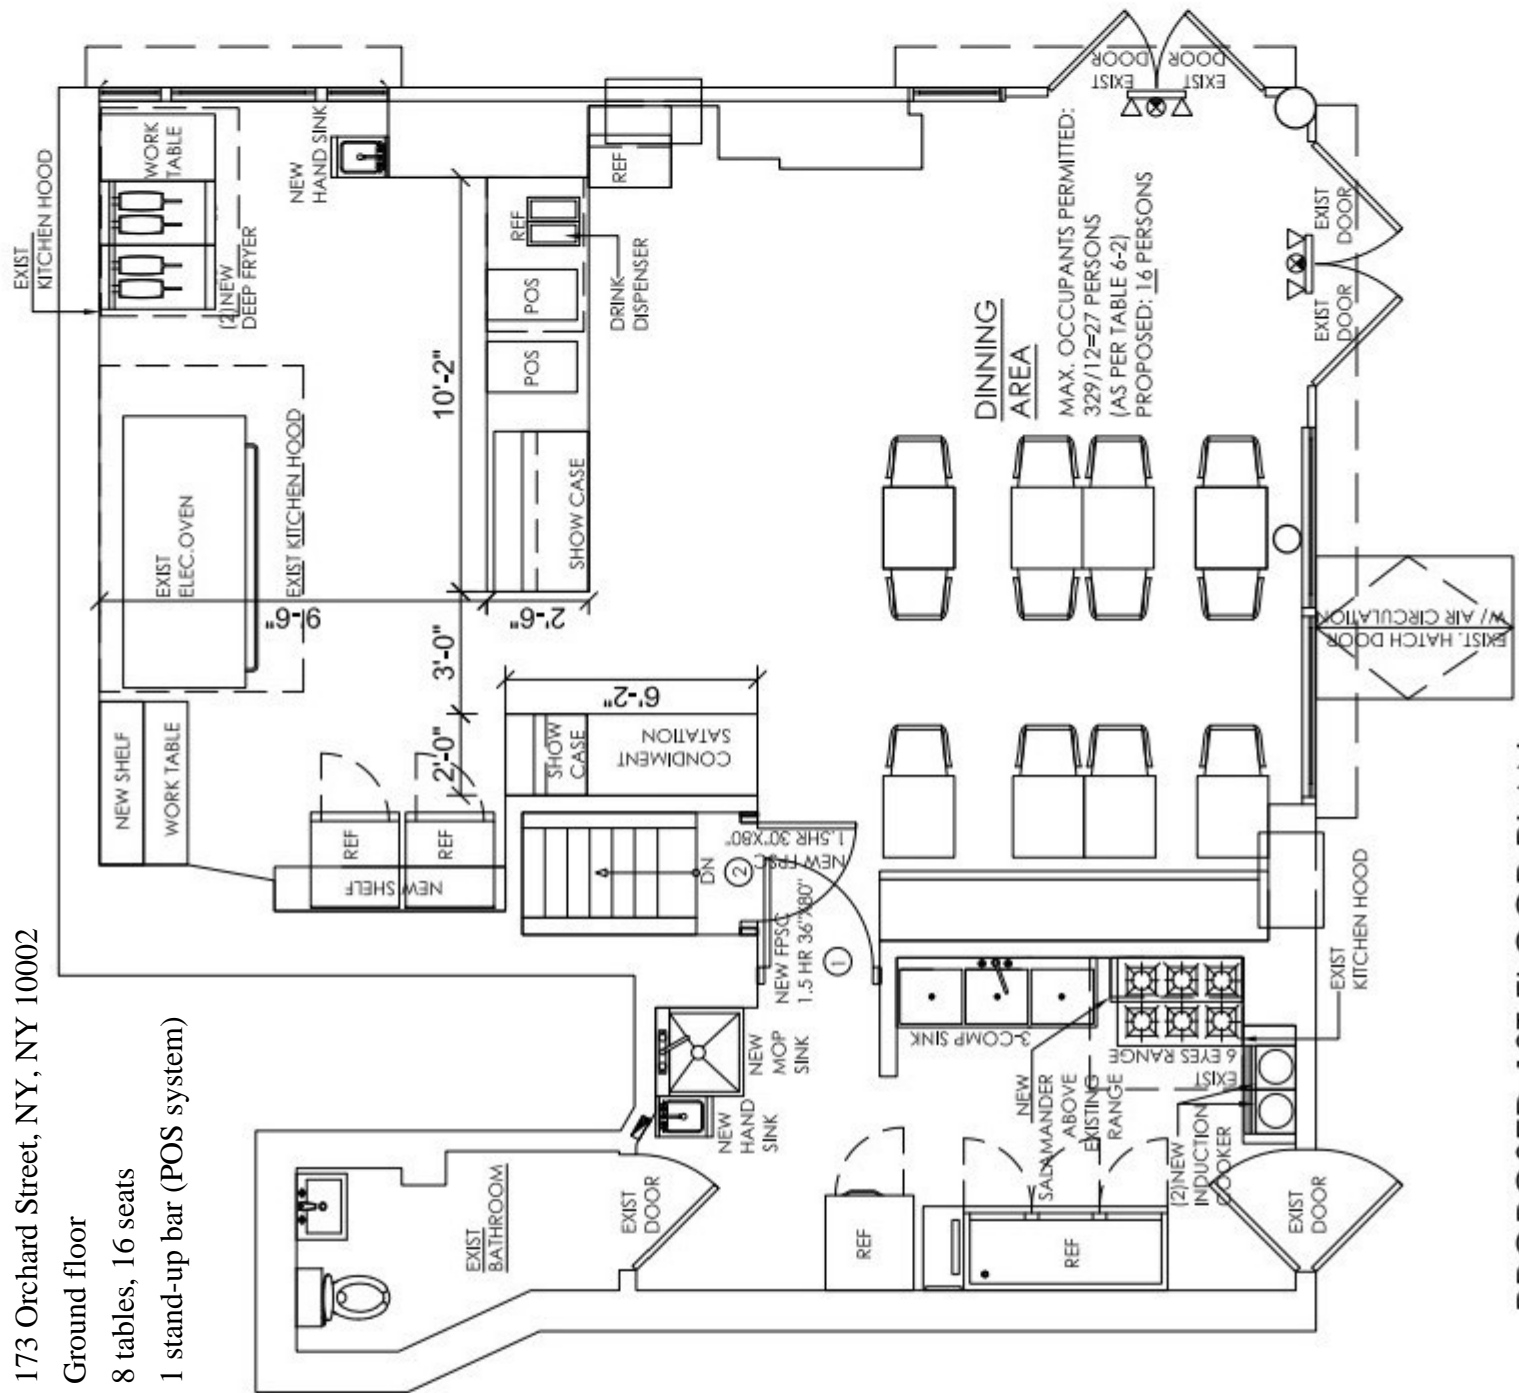 173 Orchard Street, NY, NY 10002
Ground floor
8 tables, 16 seats
1 stand-up bar (POS system)
EXIST
KITCHEN HOOD
WORK
TABLE
(2)NEW
DEEP FRYER
NEW
HAND SINK
EXIST
ELEC.OVEN
EXIST KITCHEN HOOD
NEW SHELF
WORK TABLE
REF
REF
NEW SHELF
9'-6"
10'-2"
3'-0"
2'-0"
2'-6"
6'-2"
REF
REF
POS
POS
DRINK
DISPENSER
SHOW CASE
SHOW
CASE
CONDIMENT
SATATION
DN
2
NEW FPSC
1.5HR 30"X80"
NEW FPSC
1.5 HR 36"X80"
1
DINNING
AREA
MAX. OCCUPANTS PERMITTED:
329/12=27 PERSONS
(AS PER TABLE 6-2)
PROPOSED: 16 PERSONS
EXIST
DOOR
EXIST
DOOR
EXIST
DOOR
EXIST
DOOR
EXIST. HATCH DOOR
W/ AIR CIRCULATION
NEW
MOP
SINK
NEW
HAND
SINK
3-COMP SINK
EXIST
6 EYES RANGE
EXIST
KITCHEN HOOD
NEW
SALAMANDER
ABOVE
EXISTING
RANGE
(2)NEW
INDUCTION
COOKER
EXIST
BATHROOM
EXIST
DOOR
REF
REF
EXIST
DOOR